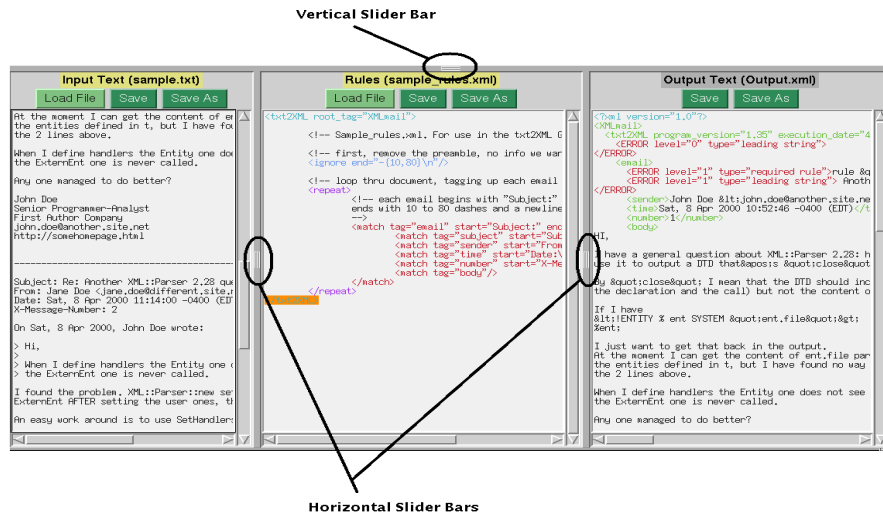 Vertical Slider Bar
Input Text (sample.txt)
Load File Save Save As
At the moment I can get the content of en
the entities defined in t, but I have fou
the 2 lines above.
When I define handlers the Entity one doe
the ExternEnt one is never called.
Any one managed to do better?
John Doe
Senior Programmer-Analyst
First Author Company
john.doe@another.site.net
http://somehomepage.html
Subject: Re: Another XML::Parser 2.28 que
From: Jane Doe <jane.doe@different.site.n
Date: Sat, 8 Apr 2000 11:14:00 -0400 (EDT
X-Message-Number: 2
On Sat, 8 Apr 2000, John Doe wrote:
> Hi,
>
> When I define handlers the Entity one d
> the ExternEnt one is never called.
I found the problem. XML::Parser::new set
ExternEnt AFTER setting the user ones, th
An easy work around is to use SetHandlers
Rules (sample_rules.xml)
Load File Save Save As
<txt2XML root_tag="XMLmail">
<!-- Sample_rules.xml. For use in the txt2XML G
<!-- first, remove the preamble, no info we wan
<ignore end="-{10,80}\n"/>
<!-- loop thru document, tagging up each email
<repeat>
<!-- each email begins with "Subject:"
ends with 10 to 80 dashes and a newline
-->
<match tag="email" start="Subject:" end
<match tag="subject" start="Sub
<match tag="sender" start="From
<match tag="time" start="Date:\
<match tag="number" start="X-Me
<match tag="body"/>
</match>
</repeat>
</txt2XML>
Output Text (Output.xml)
Save Save As
<?xml version="1.0"?>
<XMLmail>
<txt2XML program_version="1.35" execution_date="4
<ERROR level="0" type="leading string">
</ERROR>
<email>
<ERROR level="1" type="required rule">rule &q
<ERROR level="1" type="leading string"> Anoth
</ERROR>
<sender>John Doe &lt;john.doe@another.site.ne
<time>Sat, 8 Apr 2000 10:52:46 -0400 (EDT)</t
<number>1</number>
<body>
HI,
I have a general question about XML::Parser 2.28: h
use it to output a DTD that&apos;s &quot;close&quot
By &quot;close&quot; I mean that the DTD should inc
the declaration and the call) but not the content o
If I have
&lt;!ENTITY % ent SYSTEM &quot;ent.file&quot;&gt;
%ent;
I just want to get that back in the output.
At the moment I can get the content of ent.file par
the entities defined in t, but I have found no way
the 2 lines above.
When I define handlers the Entity one does not see
the ExternEnt one is never called.
Any one managed to do better?
Horizontal Slider Bars